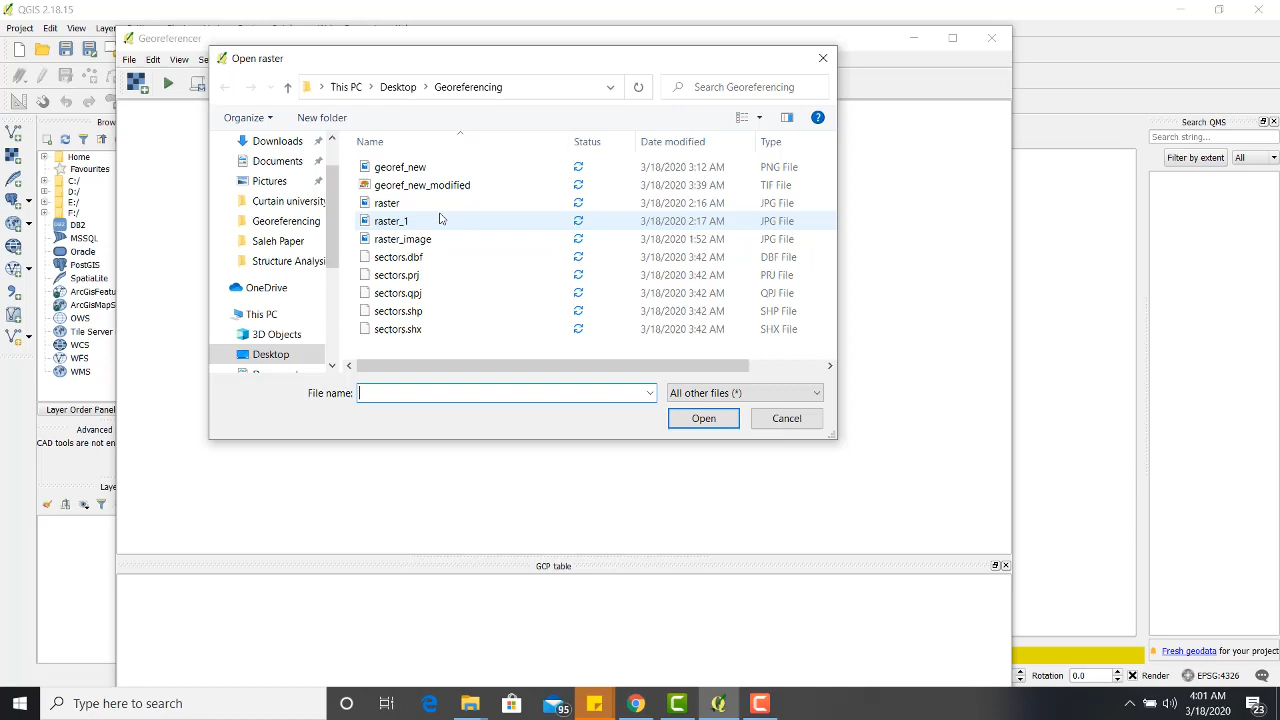 QGIS 2.18.15
Project Edit View Layer
Georeferencer
File Edit View Se
Open raster
This PC > Desktop > Georeferencing
Search Georeferencing
Organize New folder
Name Status Date modified Type
Downloads
Documents
Pictures
Curtain university
Georeferencing
Saleh Paper
Structure Analysi
OneDrive
This PC
3D Objects
Desktop
georef_new 3/18/2020 3:12 AM PNG File
georef_new_modified 3/18/2020 3:39 AM TIF File
raster 3/18/2020 2:16 AM JPG File
raster_1 3/18/2020 2:17 AM JPG File
raster_image 3/18/2020 1:52 AM JPG File
sectors.dbf 3/18/2020 3:42 AM DBF File
sectors.prj 3/18/2020 3:42 AM PRJ File
sectors.qpj 3/18/2020 3:42 AM QPJ File
sectors.shp 3/18/2020 3:42 AM SHP File
sectors.shx 3/18/2020 3:42 AM SHX File
File name: All other files (*)
Open Cancel
Brow
Home
Favourites
C:/
D:/
E:/
F:/
DB2
MSSQL
Oracle
PostGIS
SpatiaLite
ArcGisFeatu
ArcGisMapS
OWS
Tile Server
WCS
WFS
WMS
Layer Order Panel
Advanced
CAD tools are not en
Laye
GCP table
Search QMS
Search string...
Filter by extent All
Fresh geodata for your project
Rotation 0.0 Render EPSG:4326
Type here to search
95
4:01 AM
3/18/2020
23